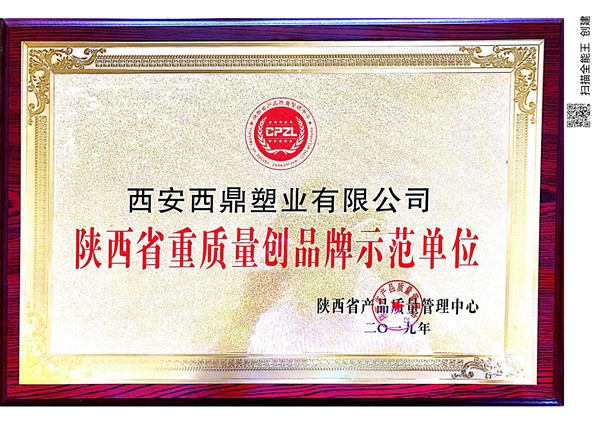 CPZL
西安西鼎塑业有限公司
陕西省重质量创品牌示范单位
陕西省产品质量管理中心
二〇一九年
扫描全能王 创建